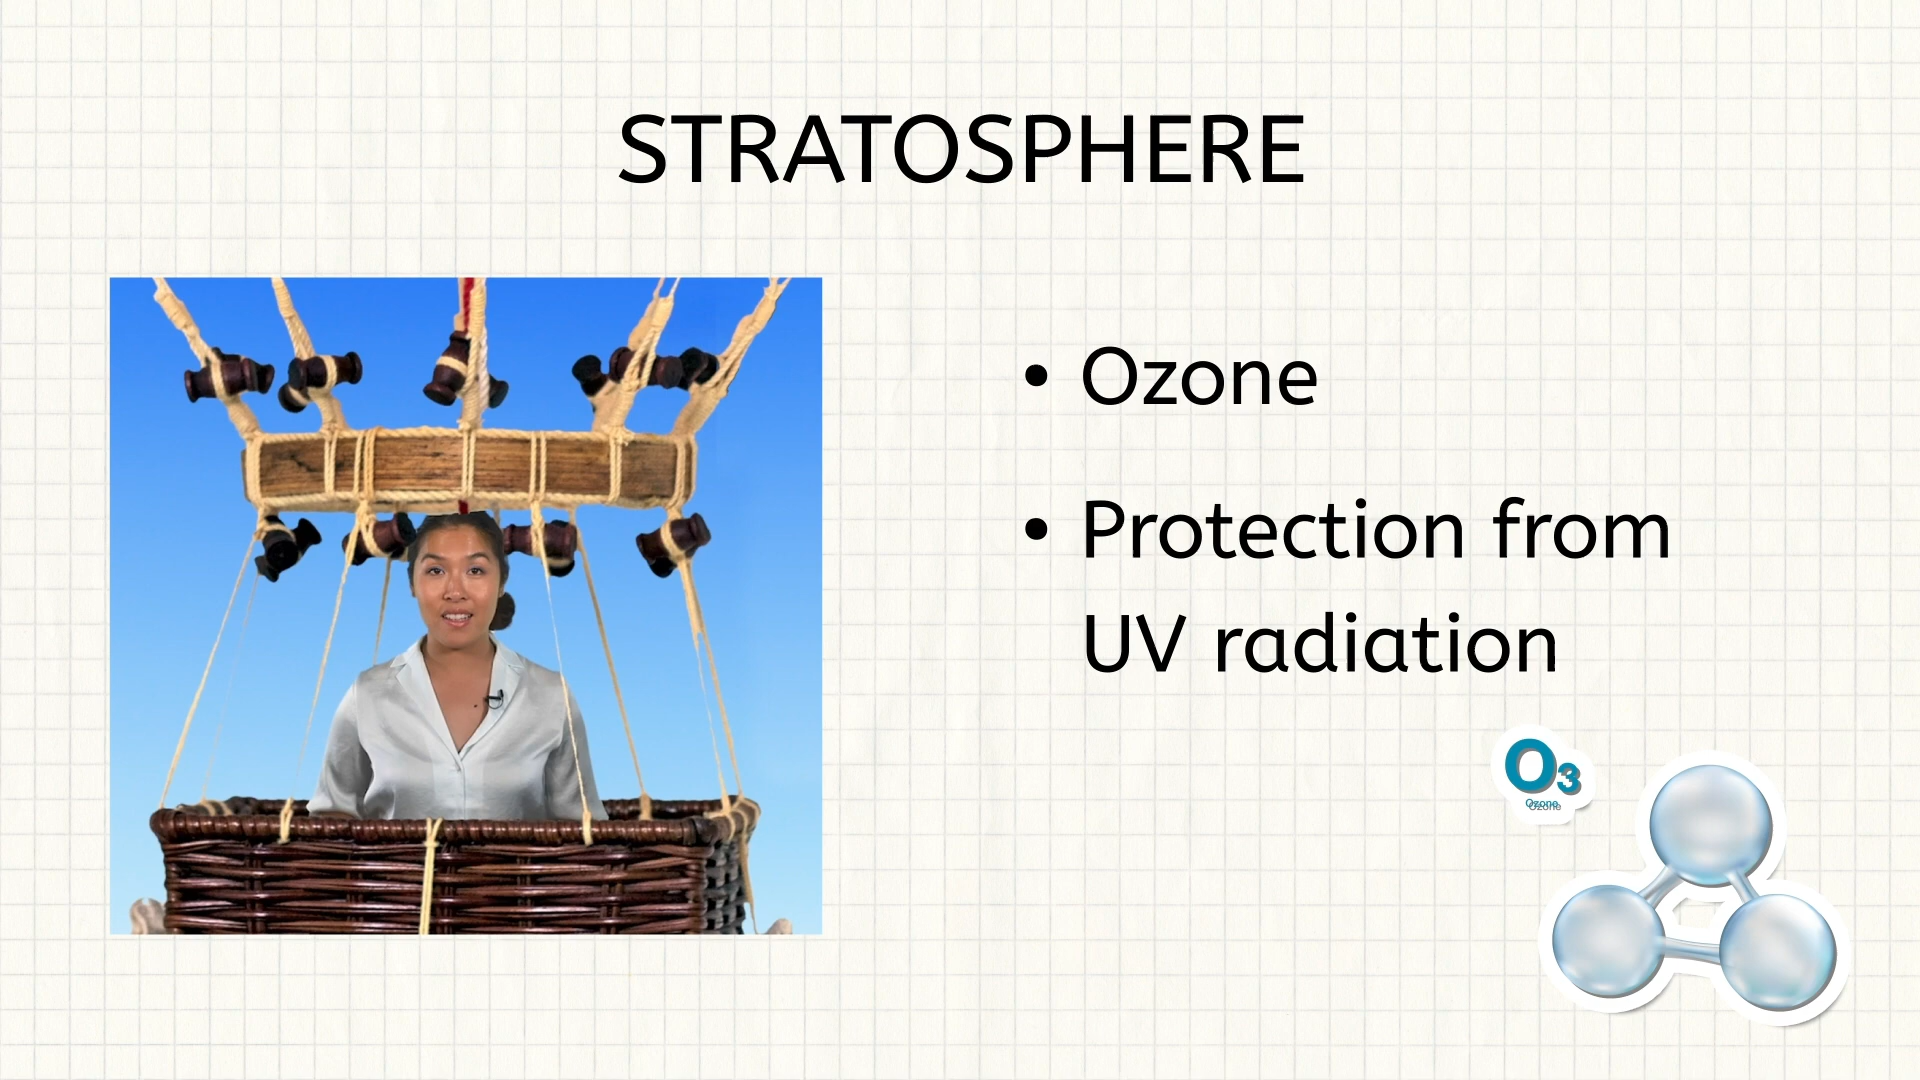 STRATOSPHERE
• Ozone
• Protection from
UV radiation
O₃
Ozone